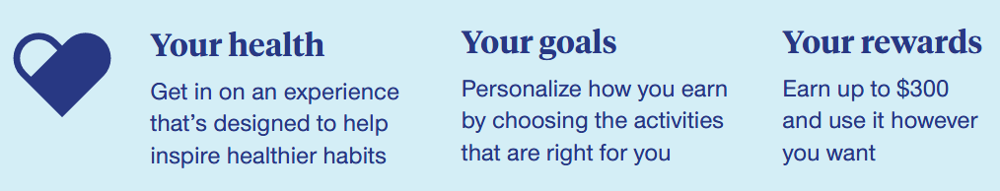 Your health
Get in on an experience
that's designed to help
inspire healthier habits
Your goals
Personalize how you earn
by choosing the activities
that are right for you
Your rewards
Earn up to $300
and use it however
you want